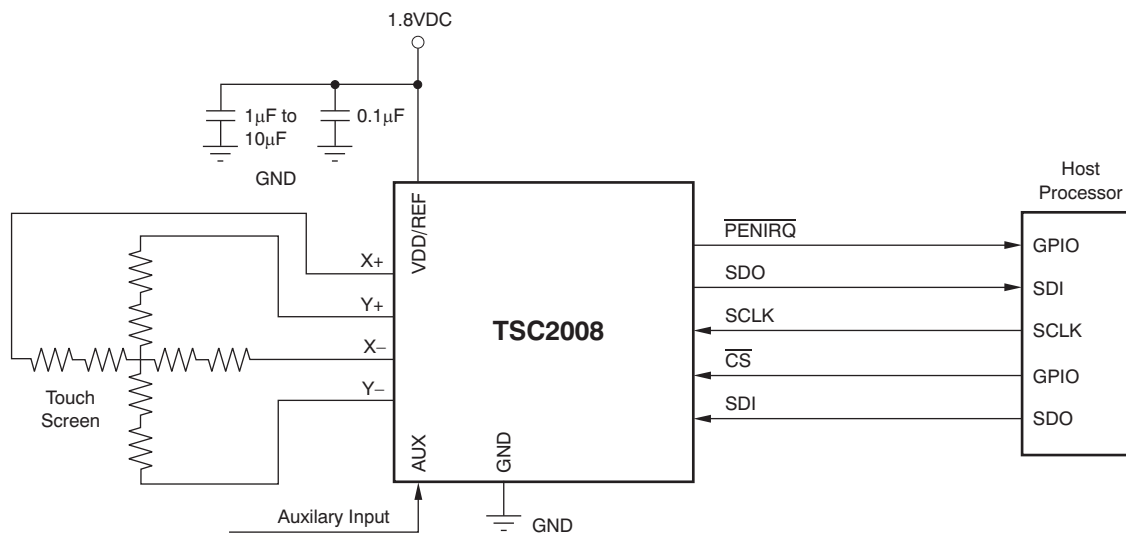 1.8VDC
1μF to
10μF
0.1μF
GND
Host
Processor
VDD/REF
X+
Y+
X−
Y−
AUX
GND
TSC2008
PENIRQ
SDO
SCLK
CS
SDI
GPIO
SDI
SCLK
GPIO
SDO
Touch
Screen
Auxilary Input
GND